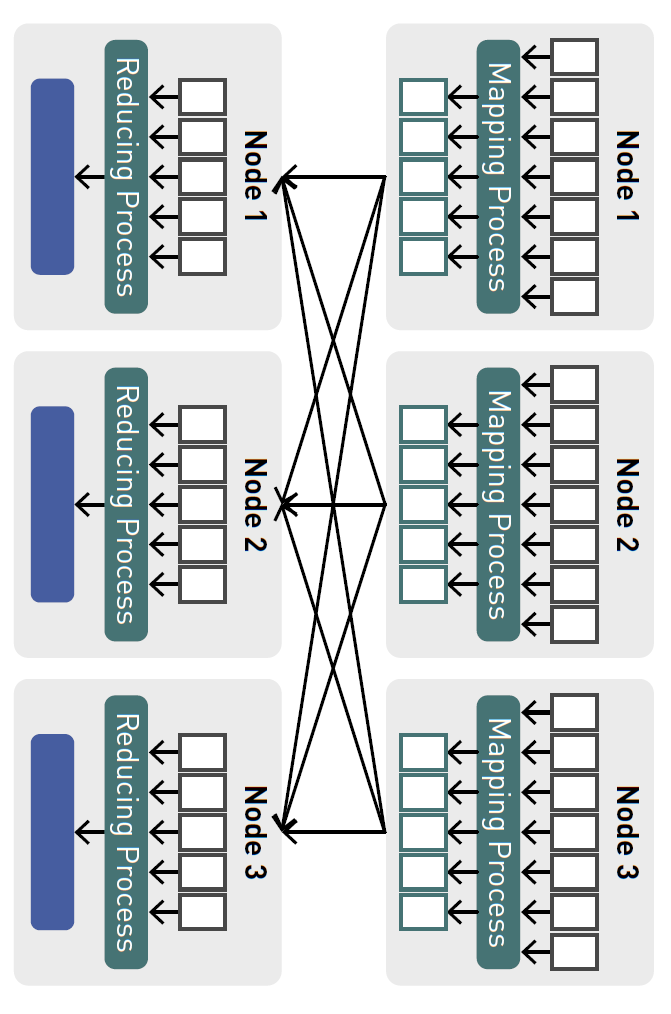 Node 1
Mapping Process
Node 2
Mapping Process
Node 3
Mapping Process
Node 1
Reducing Process
Node 2
Reducing Process
Node 3
Reducing Process